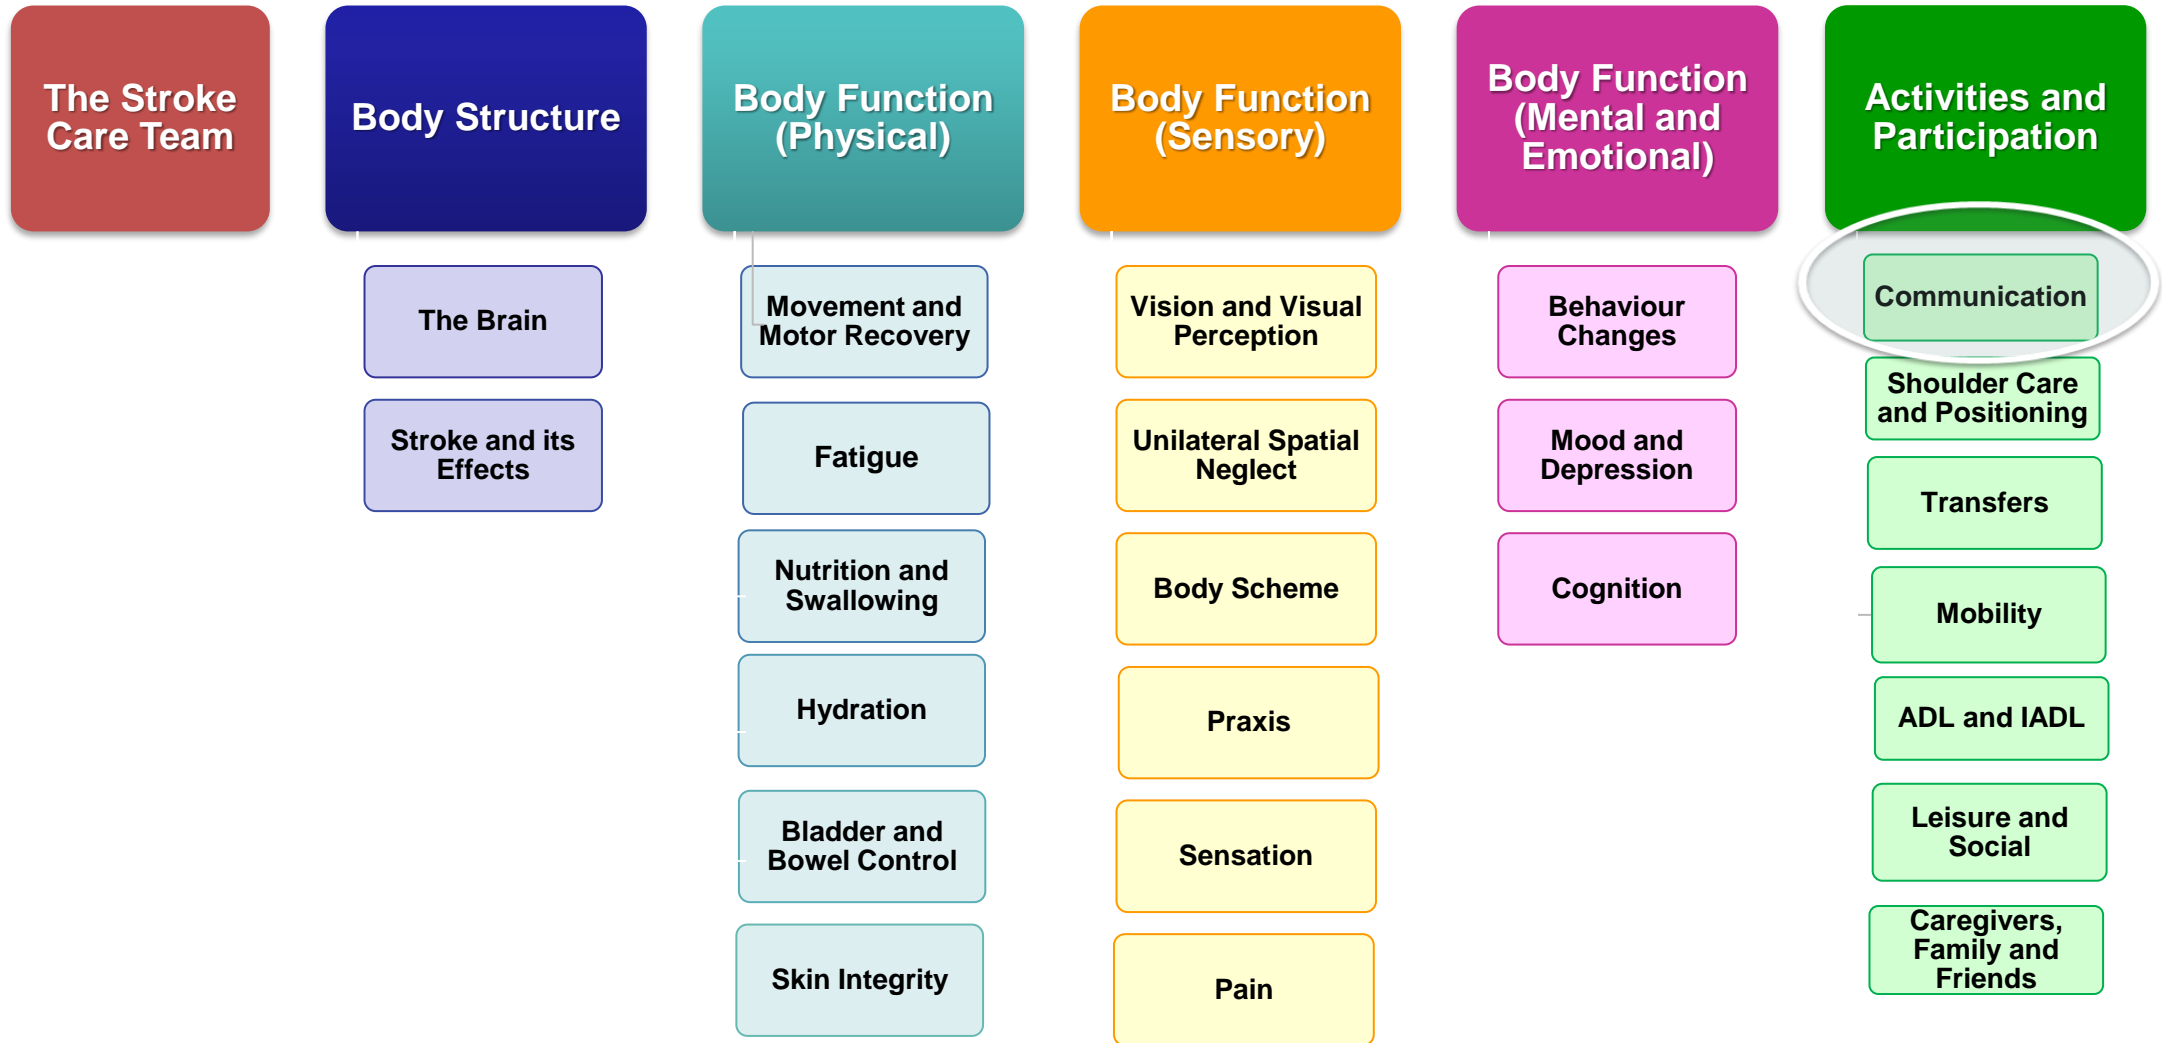 The Stroke
Care Team
Body Structure
The Brain
Stroke and its
Effects
Body Function
(Physical)
Movement and
Motor Recovery
Fatigue
Nutrition and
Swallowing
Hydration
Bladder and
Bowel Control
Skin Integrity
Body Function
(Sensory)
Vision and Visual
Perception
Unilateral Spatial
Neglect
Body Scheme
Praxis
Sensation
Pain
Body Function
(Mental and
Emotional)
Behaviour
Changes
Mood and
Depression
Cognition
Activities and
Participation
Communication
Shoulder Care
and Positioning
Transfers
Mobility
ADL and IADL
Leisure and
Social
Caregivers,
Family and
Friends